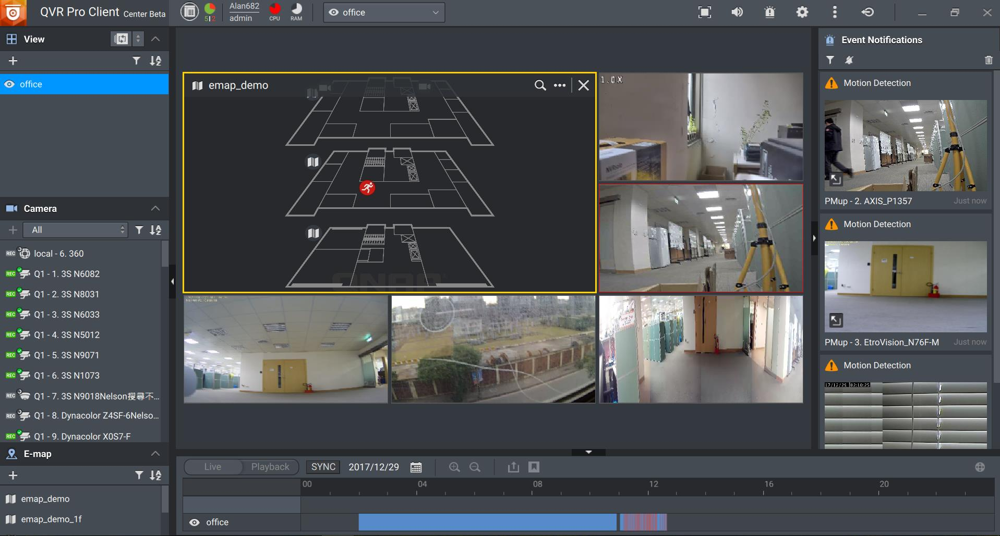 QVR Pro Client Center Beta
5|2
Alan682
admin
CPU
RAM
office
View
office
Camera
All
REC local - 6. 360
REC Q1 - 1. 3S N6082
REC Q1 - 2. 3S N8031
REC Q1 - 3. 3S N6033
REC Q1 - 4. 3S N5012
REC Q1 - 5. 3S N9071
REC Q1 - 6. 3S N1073
REC Q1 - 7. 3S N9018Nelson搜尋不...
REC Q1 - 8. Dynacolor Z4SF-6Nelso...
REC Q1 - 9. Dynacolor X0S7-F
E-map
emap_demo
emap_demo_1f
emap_demo
QNAP
1.0X
Event Notifications
Motion Detection
PMup - 2. AXIS_P1357 Just now
Motion Detection
PMup - 3. EtroVision_N76F-M Just now
Motion Detection
17/12/29 02:10:25
Live Playback SYNC 2017/12/29
00 04 08 12 16 20
office